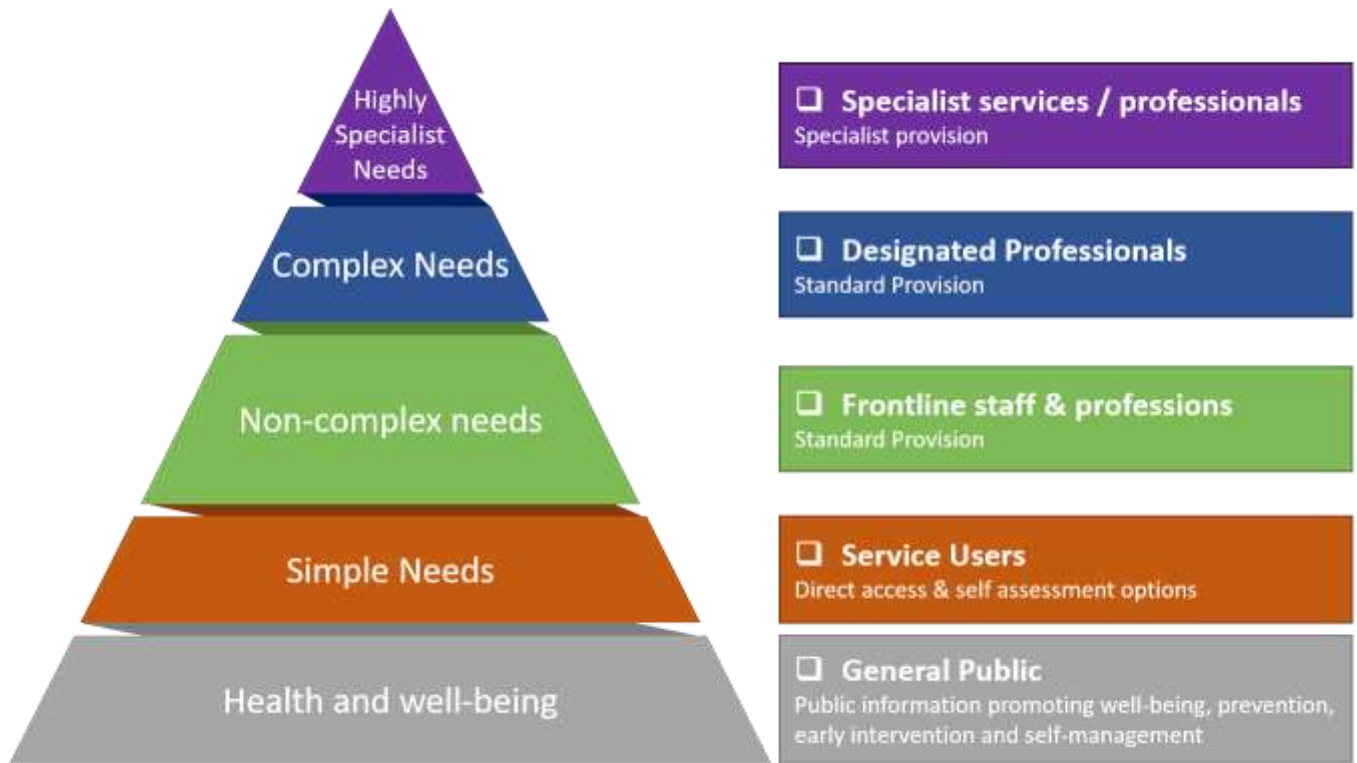 Highly
Specialist
Needs
❑ Specialist services / professionals
Specialist provision
Complex Needs
❑ Designated Professionals
Standard Provision
Non-complex needs
❑ Frontline staff & professions
Standard Provision
Simple Needs
❑ Service Users
Direct access & self assessment options
Health and well-being
❑ General Public
Public information promoting well-being, prevention,
early intervention and self-management